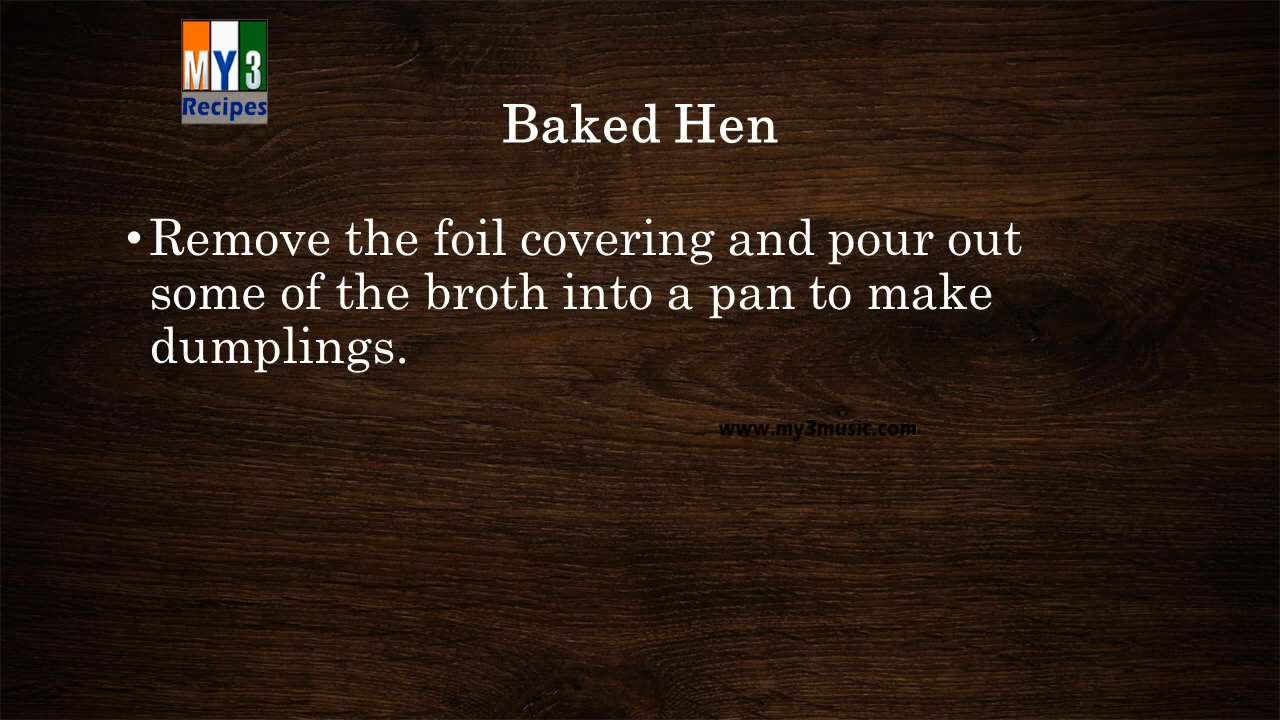 MY3
Recipes
Baked Hen
• Remove the foil covering and pour out
some of the broth into a pan to make
dumplings.
www.my3music.com